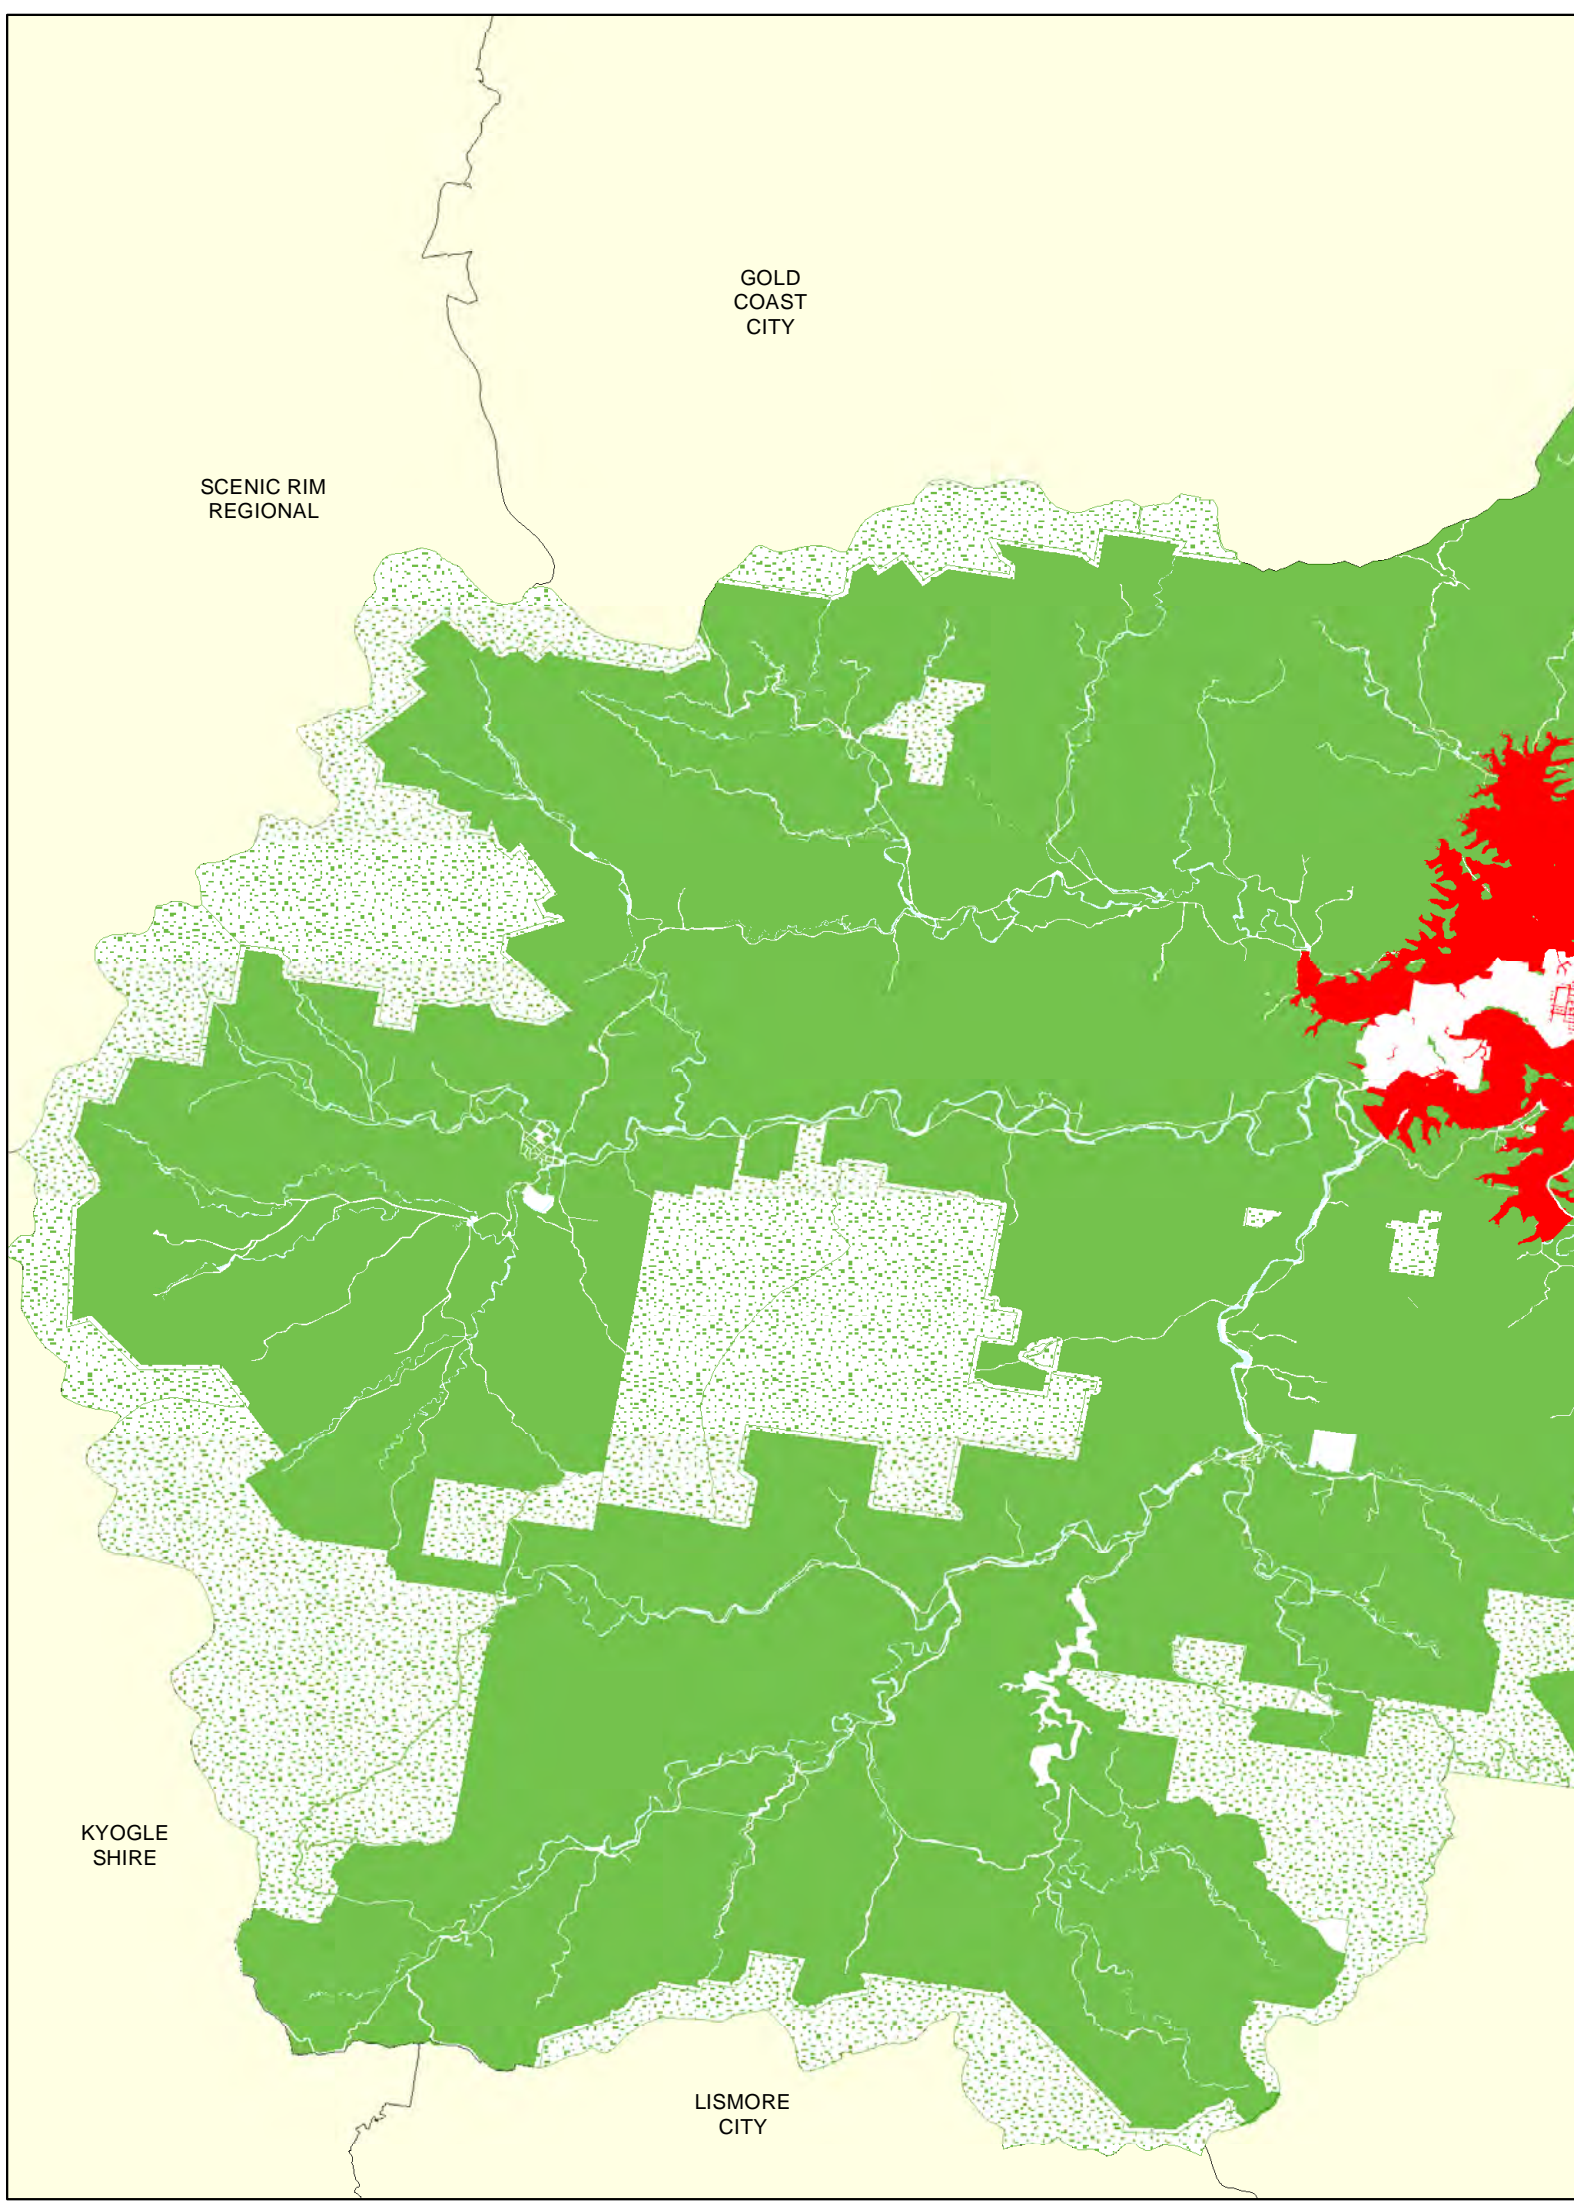 GOLD
COAST
CITY
SCENIC RIM
REGIONAL
KYOGLE
SHIRE
LISMORE
CITY